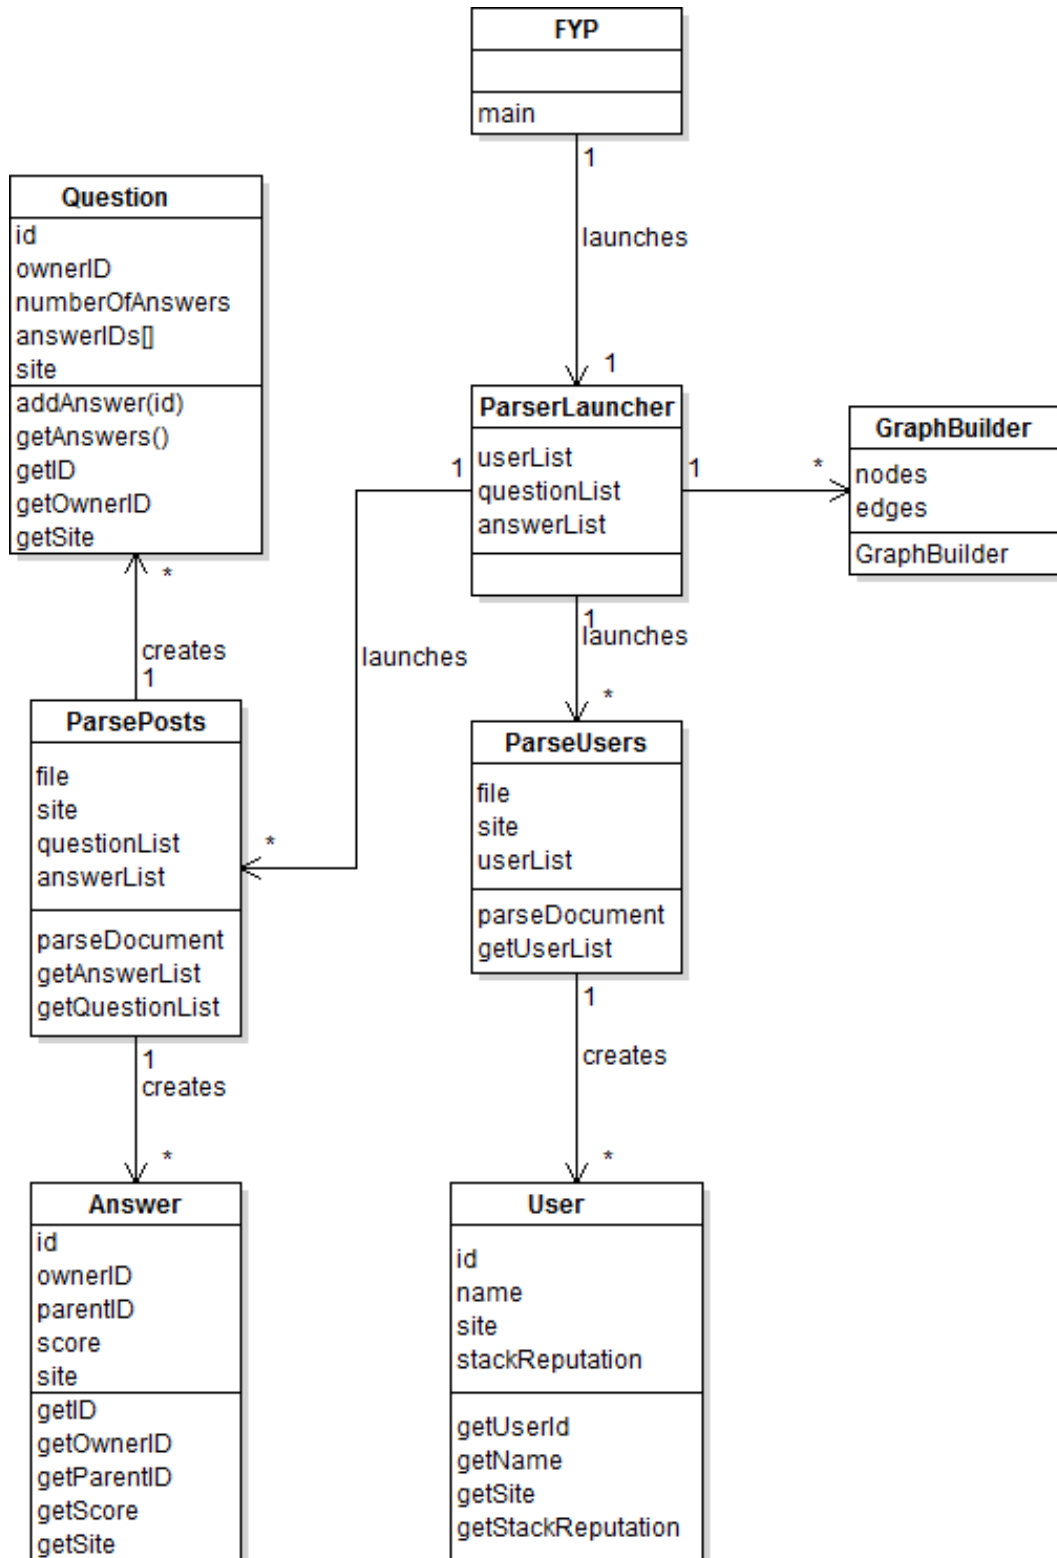 FYP
main
1
launches
1
Question
id
ownerID
numberOfAnswers
answerIDs[]
site
addAnswer(id)
getAnswers()
getID
getOwnerID
getSite
*
creates
1
ParserLauncher
userList
questionList
answerList
1
1
*
GraphBuilder
nodes
edges
GraphBuilder
1
launches
*
launches
*
ParsePosts
file
site
questionList
answerList
parseDocument
getAnswerList
getQuestionList
1
creates
*
ParseUsers
file
site
userList
parseDocument
getUserList
1
creates
*
Answer
id
ownerID
parentID
score
site
getID
getOwnerID
getParentID
getScore
getSite
User
id
name
site
stackReputation
getUserId
getName
getSite
getStackReputation